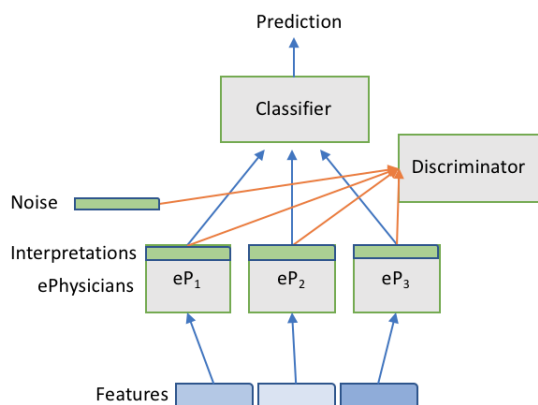 Prediction
Classifier
Discriminator
Noise
Interpretations
ePhysicians
eP₁
eP₂
eP₃
Features